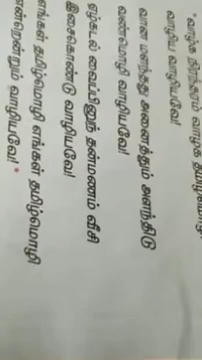 "வாழ்க நிரந்தரம் வாழ்க தமிழ்மொழி
வாழிய வாழியவே!
வான மளந்தது அனைத்தும் அளந்திடு
வண்மொழி வாழியவே!
ஏழ்கடல் வைப்பினுந் தன்மணம் வீசி
இசைகொண்டு வாழியவே!
எங்கள் தமிழ்மொழி எங்கள் தமிழ்மொழி
என்றென்றும் வாழியவே! "